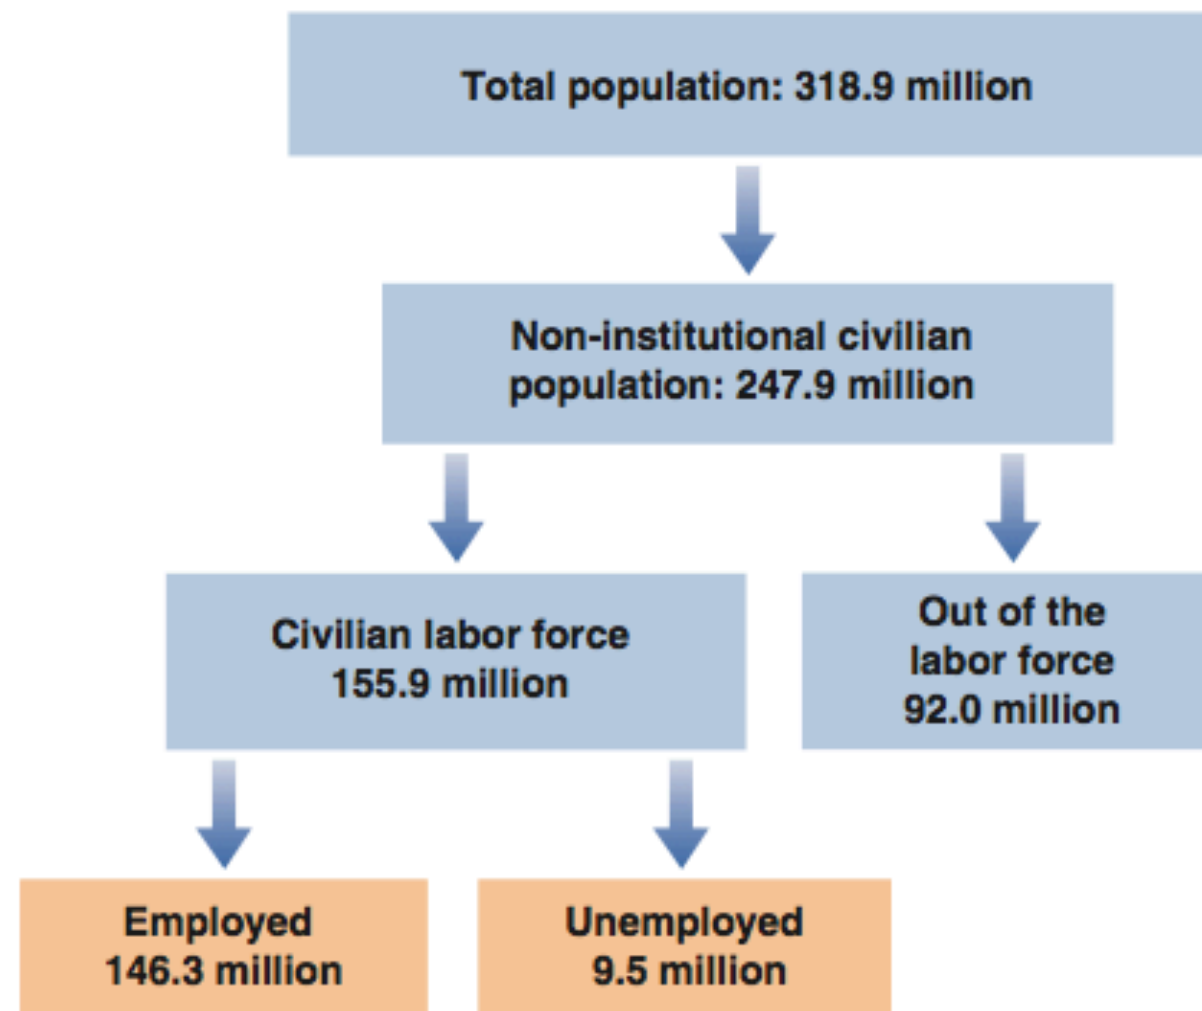 Total population: 318.9 million
Non-institutional civilian
population: 247.9 million
Civilian labor force
155.9 million
Out of the
labor force
92.0 million
Employed
146.3 million
Unemployed
9.5 million